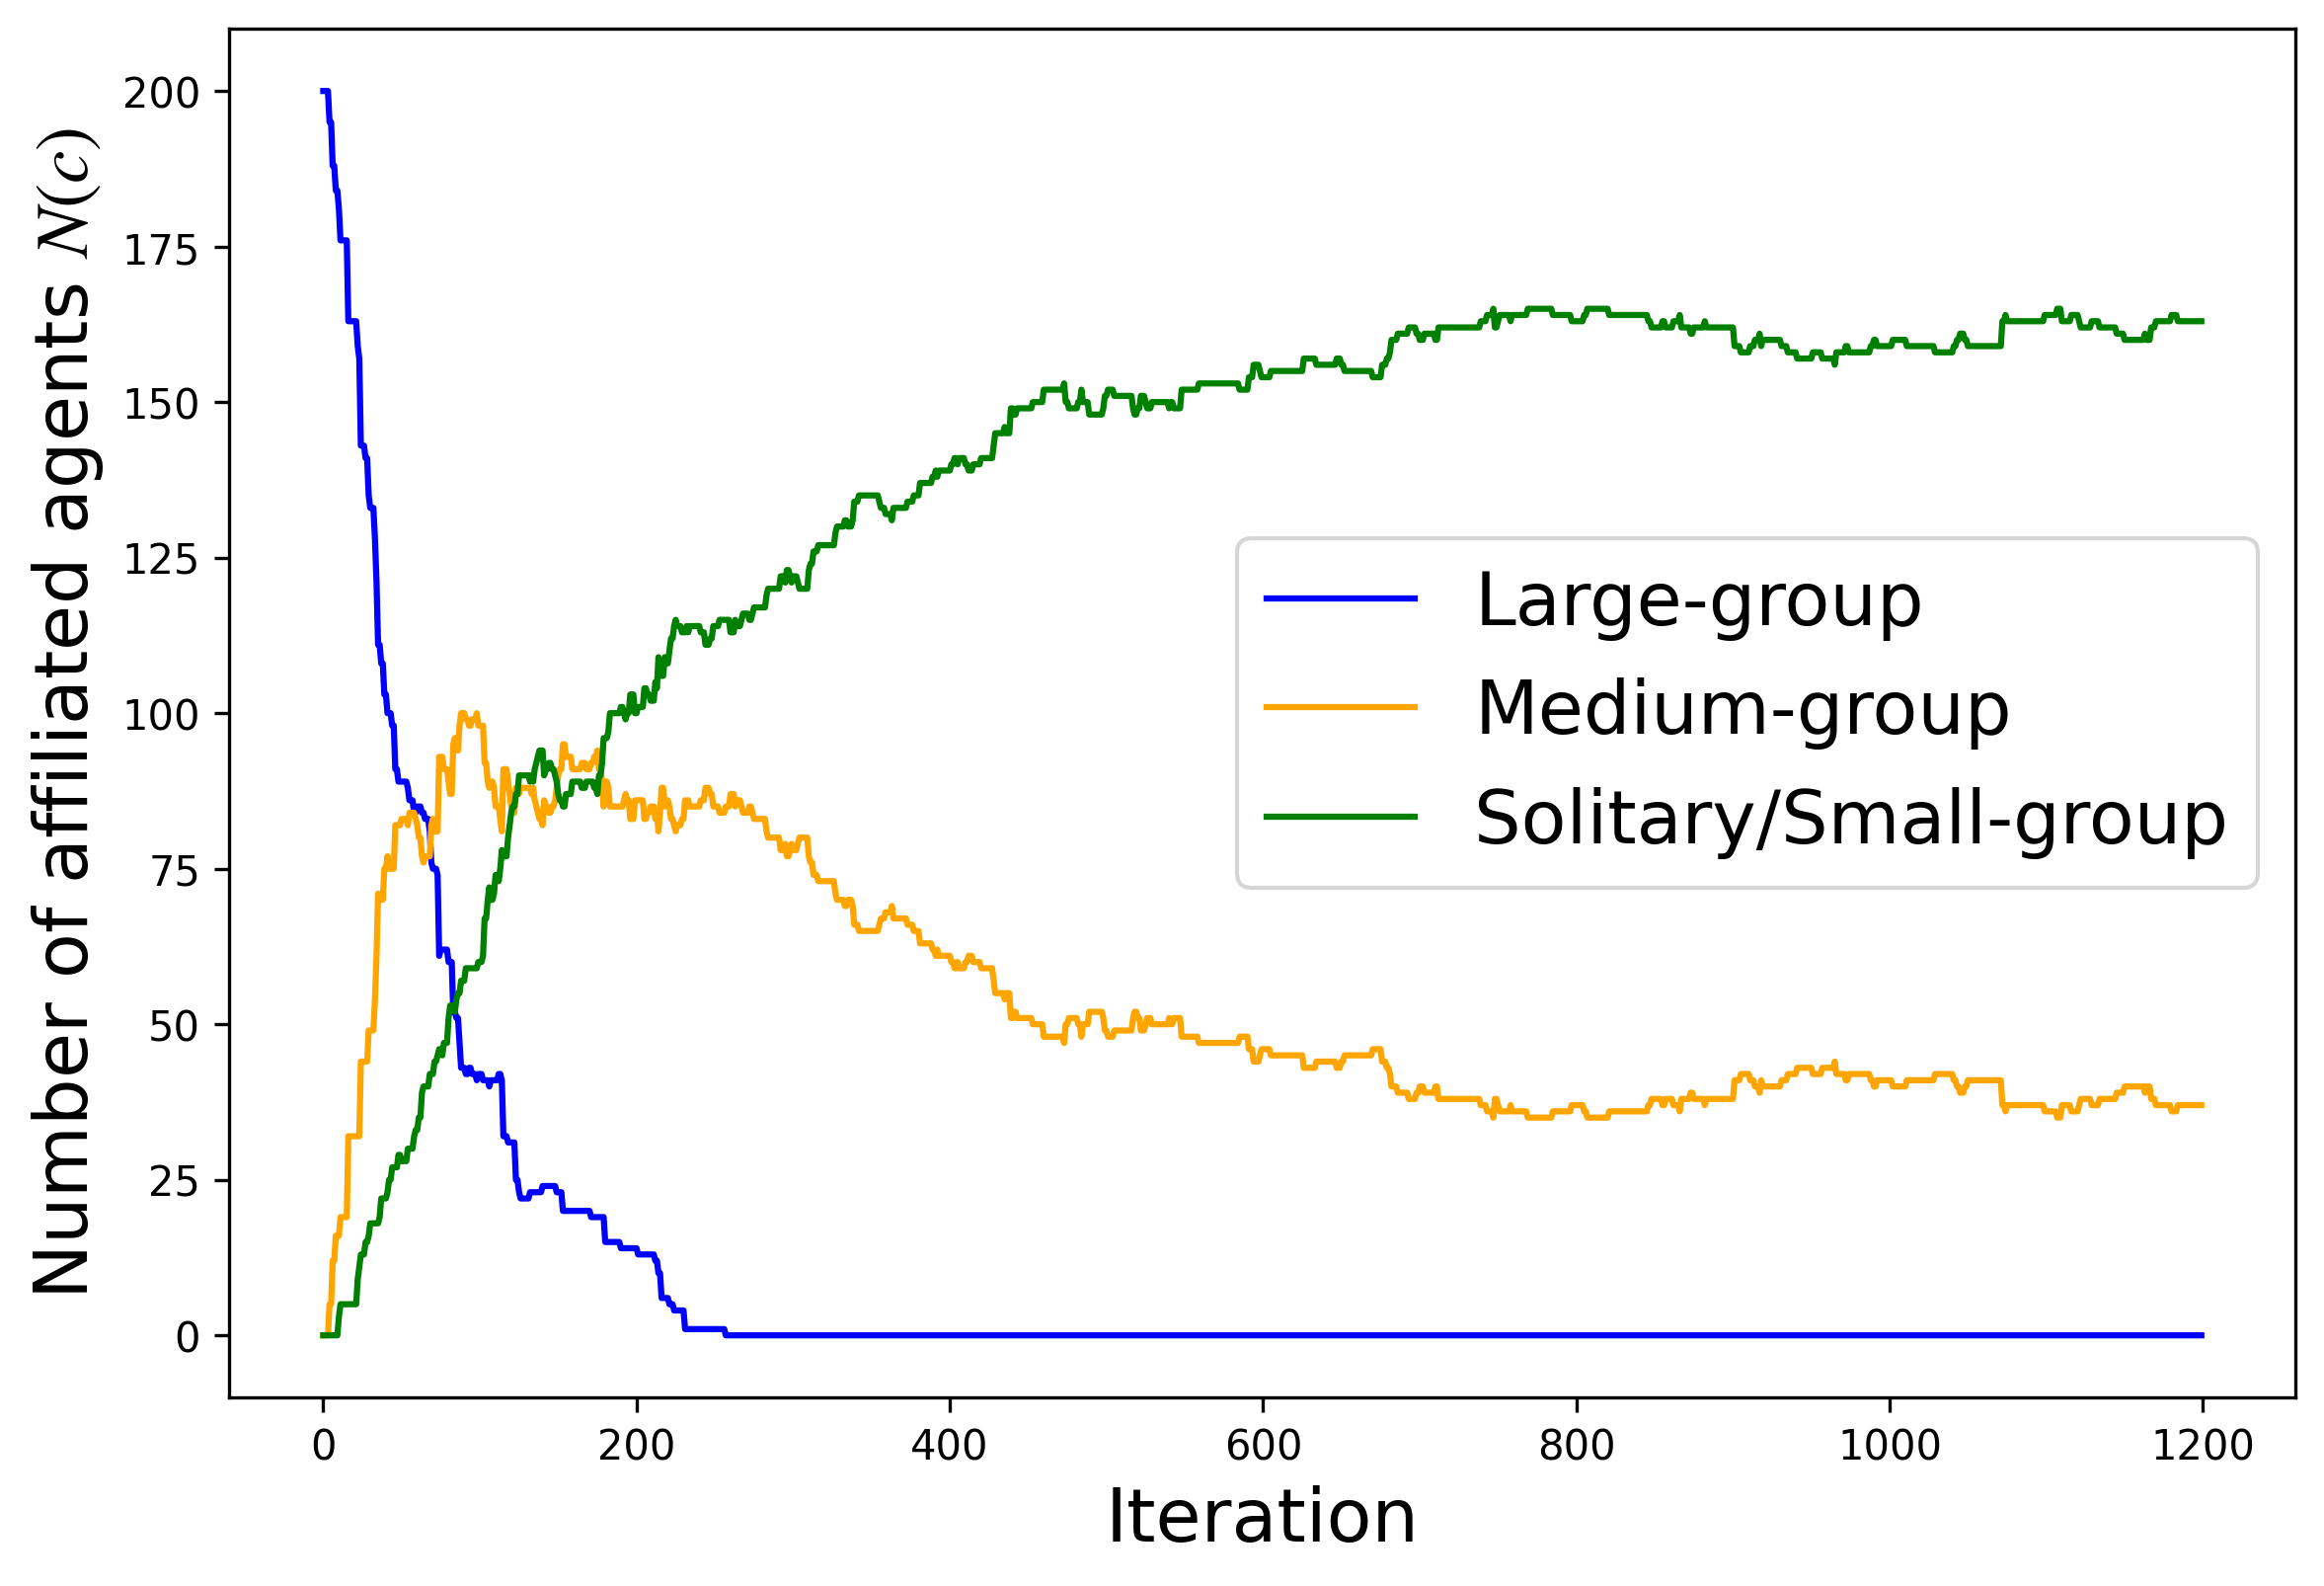 Number of affiliated agents N(c)
200
175
150
125
100
75
50
25
0
Large-group
Medium-group
Solitary/Small-group
0 200 400 600 800 1000 1200
Iteration